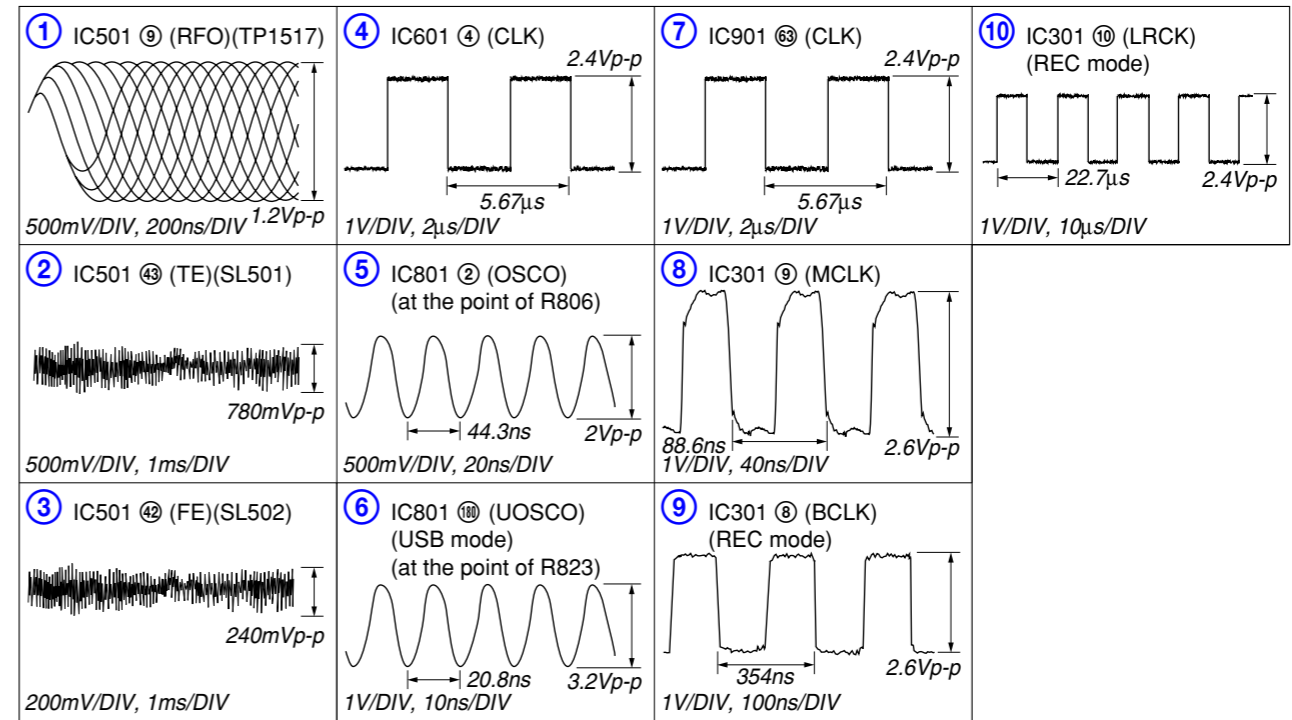 ① IC501 ⑨ (RFO)(TP1517)
1.2Vp-p
500mV/DIV, 200ns/DIV
② IC501 ㊸ (TE)(SL501)
780mVp-p
500mV/DIV, 1ms/DIV
③ IC501 ㊷ (FE)(SL502)
240mVp-p
200mV/DIV, 1ms/DIV
④ IC601 ④ (CLK)
2.4Vp-p
5.67µs
1V/DIV, 2µs/DIV
⑤ IC801 ② (OSCO)
(at the point of R806)
44.3ns
2Vp-p
500mV/DIV, 20ns/DIV
⑥ IC801 180 (UOSCO)
(USB mode)
(at the point of R823)
20.8ns
3.2Vp-p
1V/DIV, 10ns/DIV
⑦ IC901 63 (CLK)
2.4Vp-p
5.67µs
1V/DIV, 2µs/DIV
⑧ IC301 ⑨ (MCLK)
88.6ns
2.6Vp-p
1V/DIV, 40ns/DIV
⑨ IC301 ⑧ (BCLK)
(REC mode)
354ns
2.6Vp-p
1V/DIV, 100ns/DIV
⑩ IC301 ⑩ (LRCK)
(REC mode)
22.7µs
2.4Vp-p
1V/DIV, 10µs/DIV